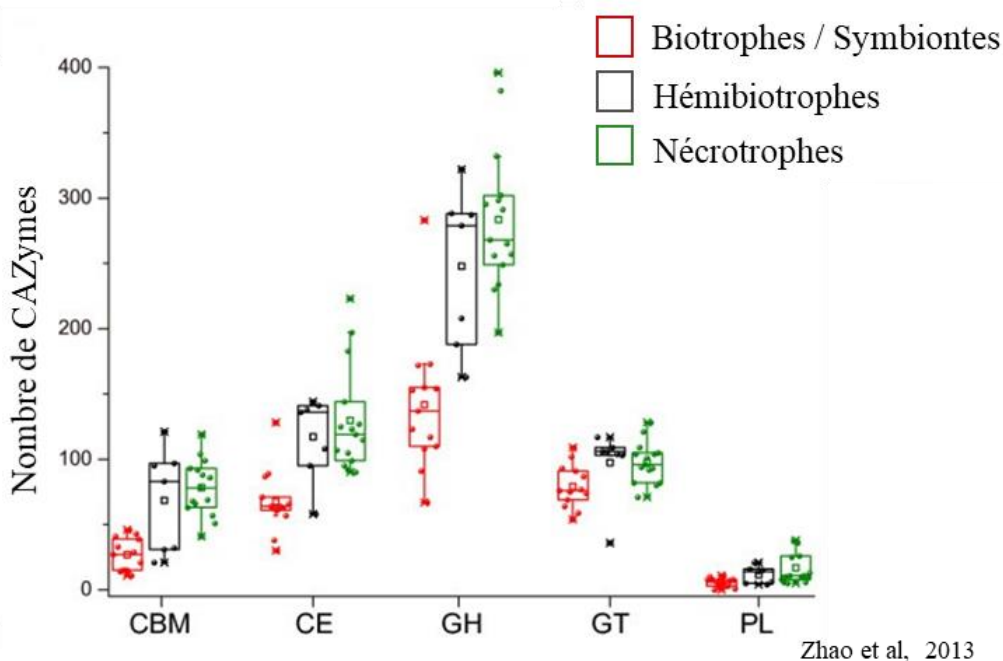 Biotrophes / Symbiontes
Hémibiotrophes
Nécrotrophes
Nombre de CAZymes
400
300
200
100
0
CBM
CE
GH
GT
PL
Zhao et al, 2013